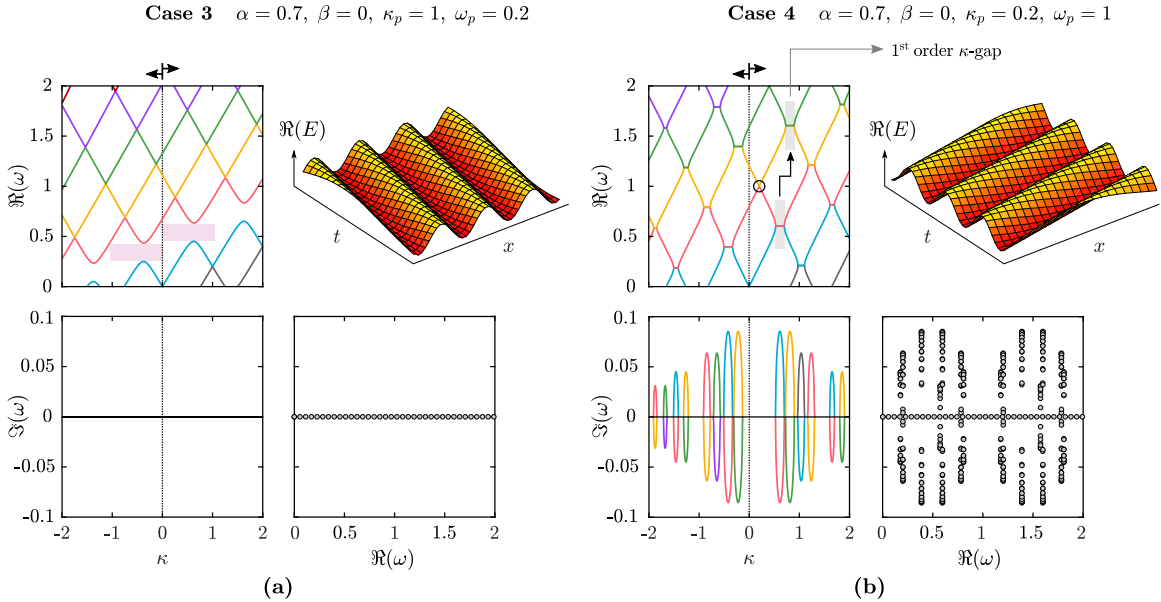 Case 3 α = 0.7, β = 0, κₚ = 1, ωₚ = 0.2
Case 4 α = 0.7, β = 0, κₚ = 0.2, ωₚ = 1
1st order κ-gap
2
1.5
1
0.5
0
ℜ(ω)
ℜ(E)
t
x
2
1.5
1
0.5
0
ℜ(ω)
ℜ(E)
t
x
0.1
0.05
0
-0.05
-0.1
ℑ(ω)
-2 -1 0 1 2
κ
0 0.5 1 1.5 2
ℜ(ω)
(a)
0.1
0.05
0
-0.05
-0.1
ℑ(ω)
-2 -1 0 1 2
κ
0 0.5 1 1.5 2
ℜ(ω)
(b)